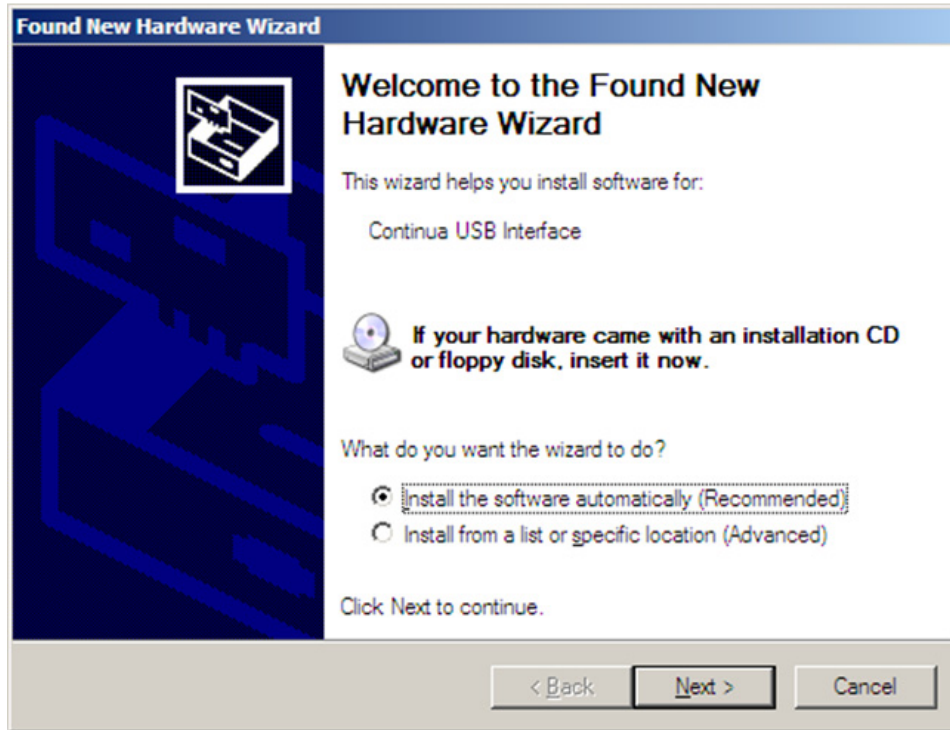 Found New Hardware Wizard
Welcome to the Found New
Hardware Wizard
This wizard helps you install software for:
Continua USB Interface
If your hardware came with an installation CD
or floppy disk, insert it now.
What do you want the wizard to do?
Install the software automatically (Recommended)
Install from a list or specific location (Advanced)
Click Next to continue.
< Back
Next >
Cancel